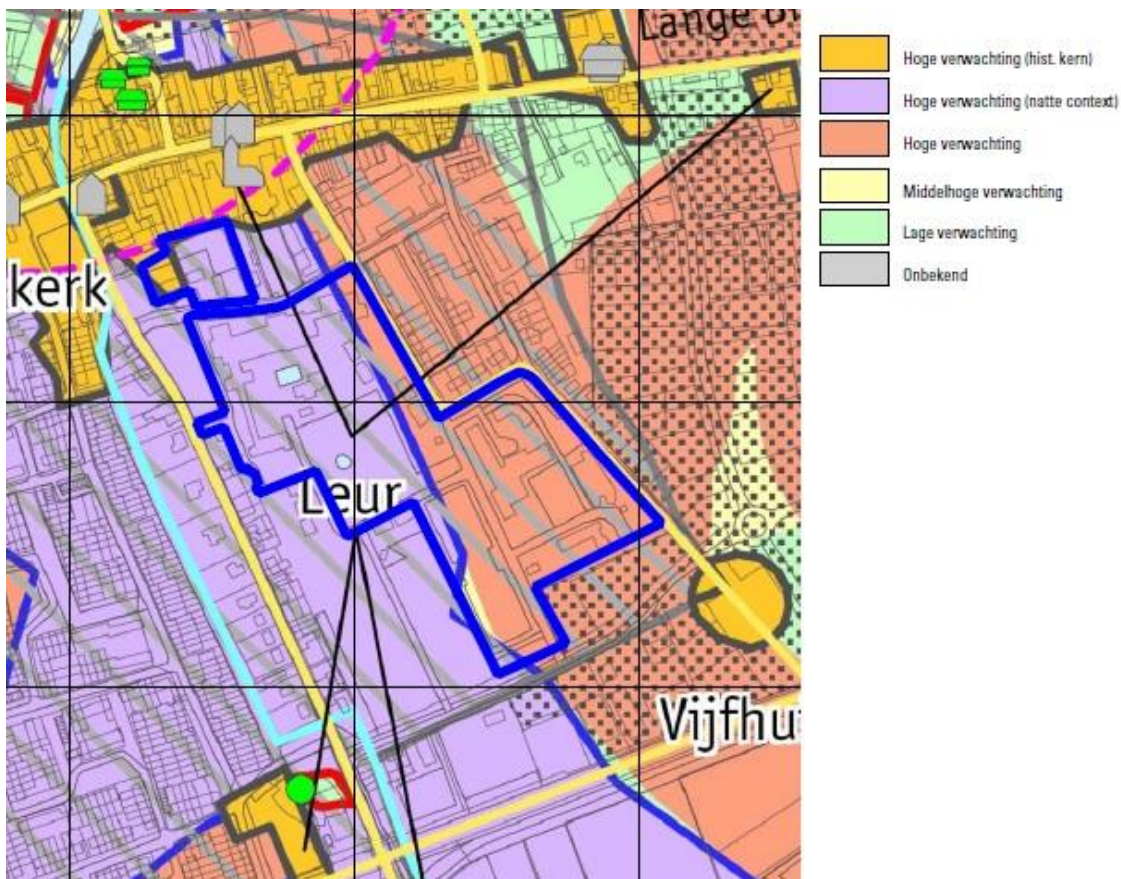 Hoge verwachting (hist. kern)
Hoge verwachting (natte context)
Hoge verwachting
Middelhoge verwachting
Lage verwachting
Onbekend
Lange B
kerk
Leur
Vijfhu